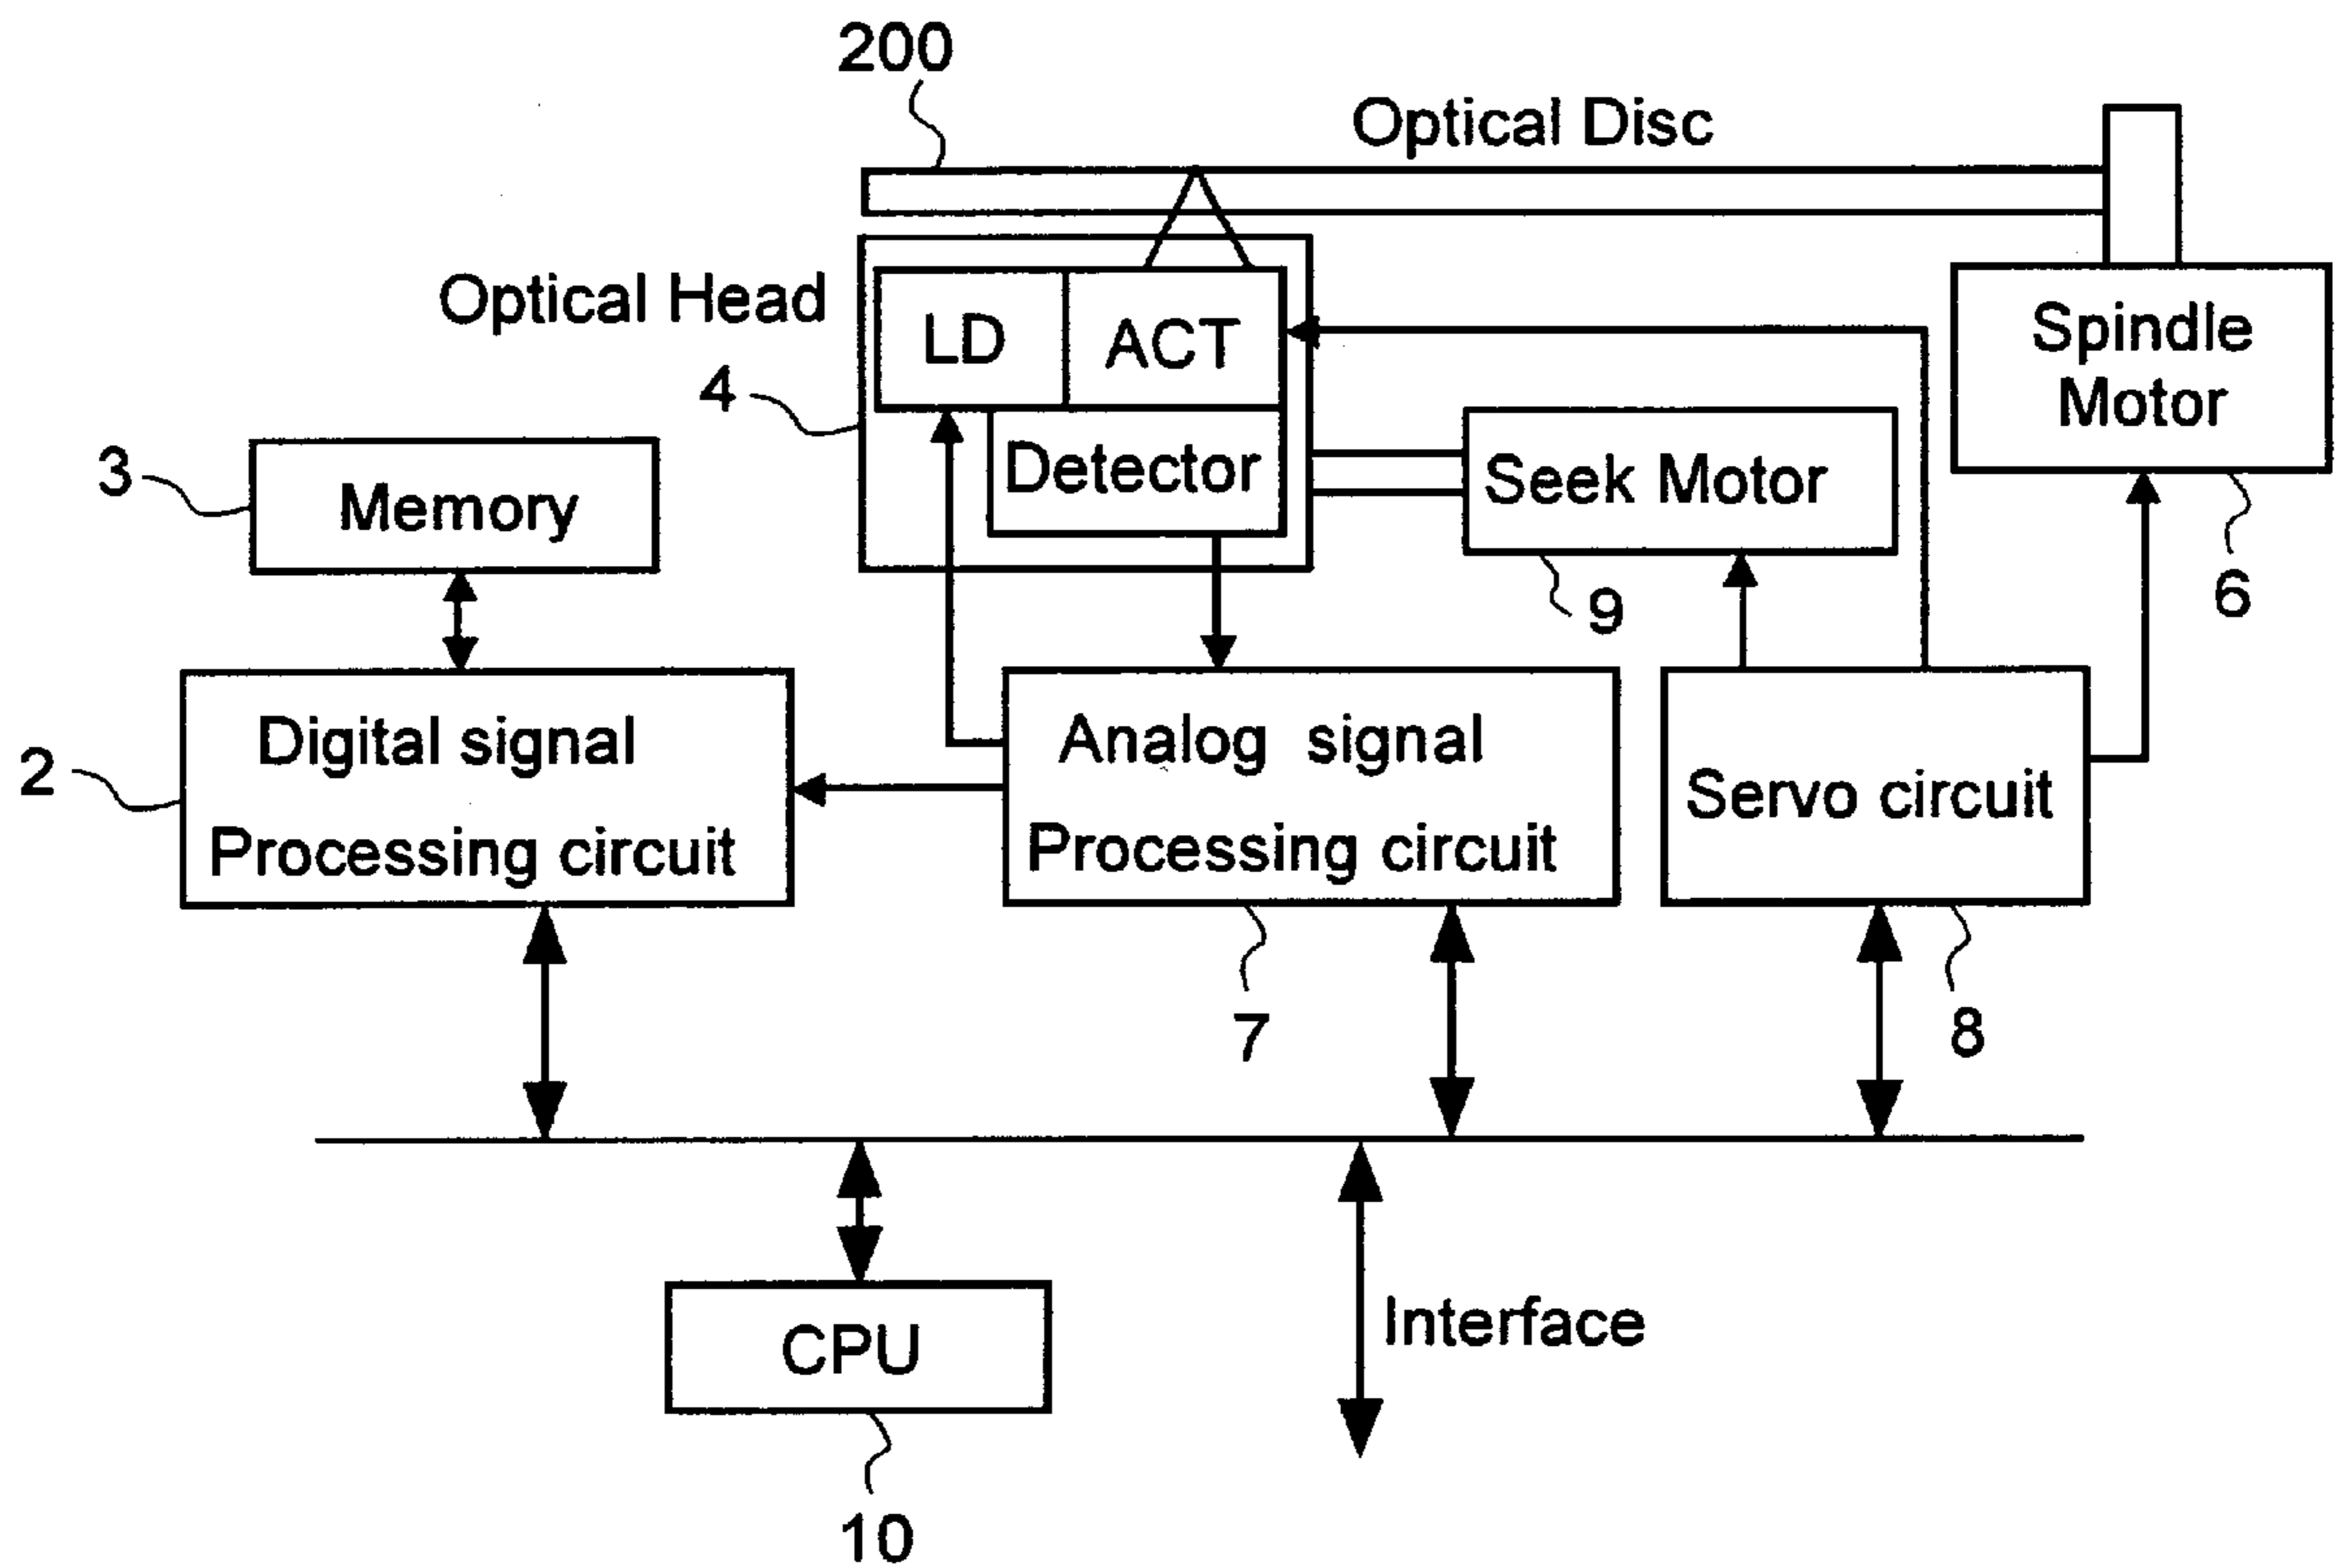 200
Optical Disc
Optical Head
LD
ACT
Spindle
Motor
4
Detector
Seek Motor
3
Memory
9
6
2
Digital signal
Processing circuit
Analog signal
Processing circuit
Servo circuit
7
8
Interface
CPU
10